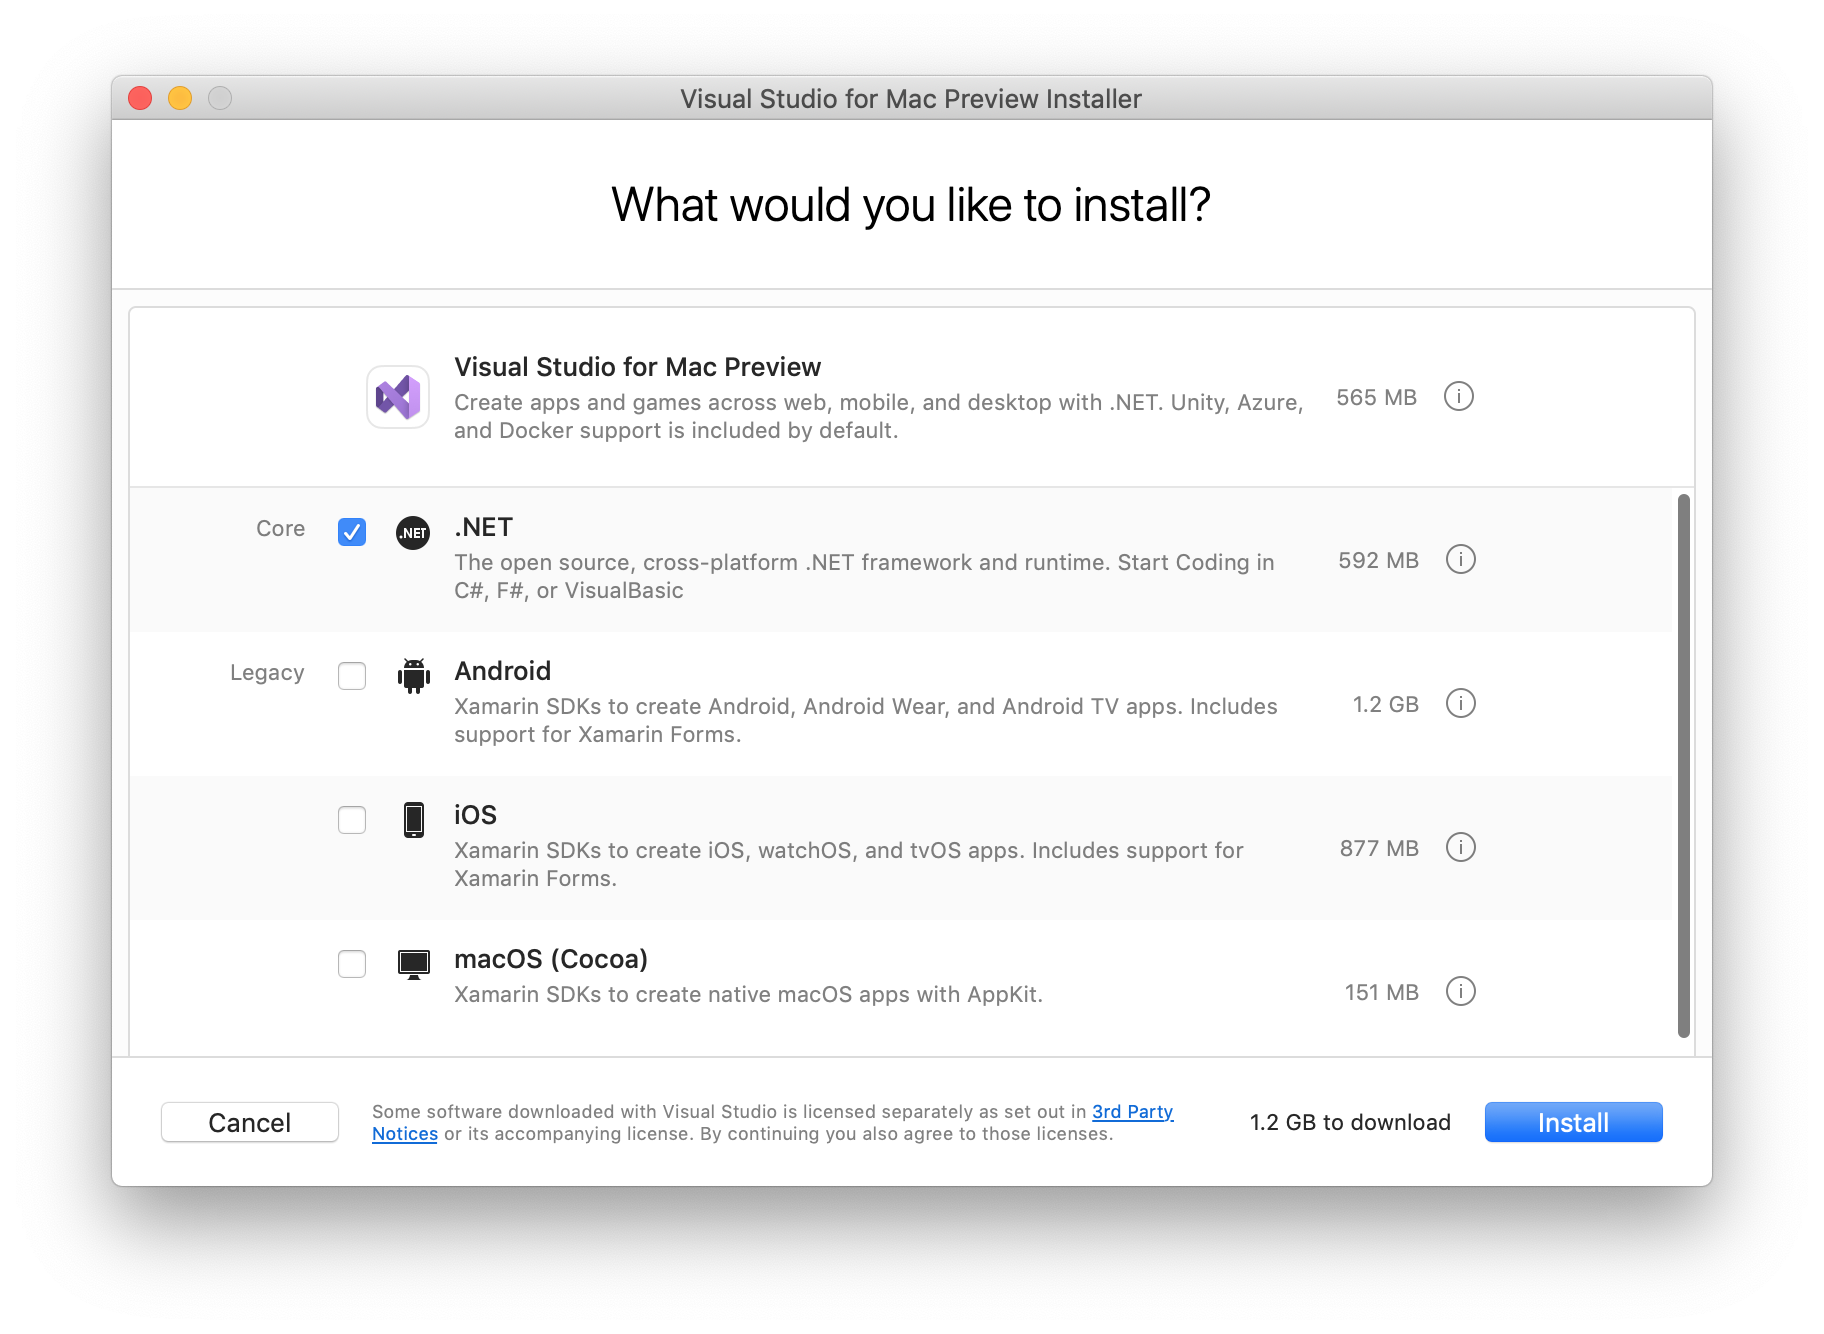 Visual Studio for Mac Preview Installer
What would you like to install?
Visual Studio for Mac Preview
Create apps and games across web, mobile, and desktop with .NET. Unity, Azure,
and Docker support is included by default.
565 MB
Core
.NET
.NET
The open source, cross-platform .NET framework and runtime. Start Coding in
C#, F#, or VisualBasic
592 MB
Legacy
Android
Xamarin SDKs to create Android, Android Wear, and Android TV apps. Includes
support for Xamarin Forms.
1.2 GB
iOS
Xamarin SDKs to create iOS, watchOS, and tvOS apps. Includes support for
Xamarin Forms.
877 MB
macOS (Cocoa)
Xamarin SDKs to create native macOS apps with AppKit.
151 MB
Cancel
Some software downloaded with Visual Studio is licensed separately as set out in 3rd Party
Notices or its accompanying license. By continuing you also agree to those licenses.
1.2 GB to download
Install